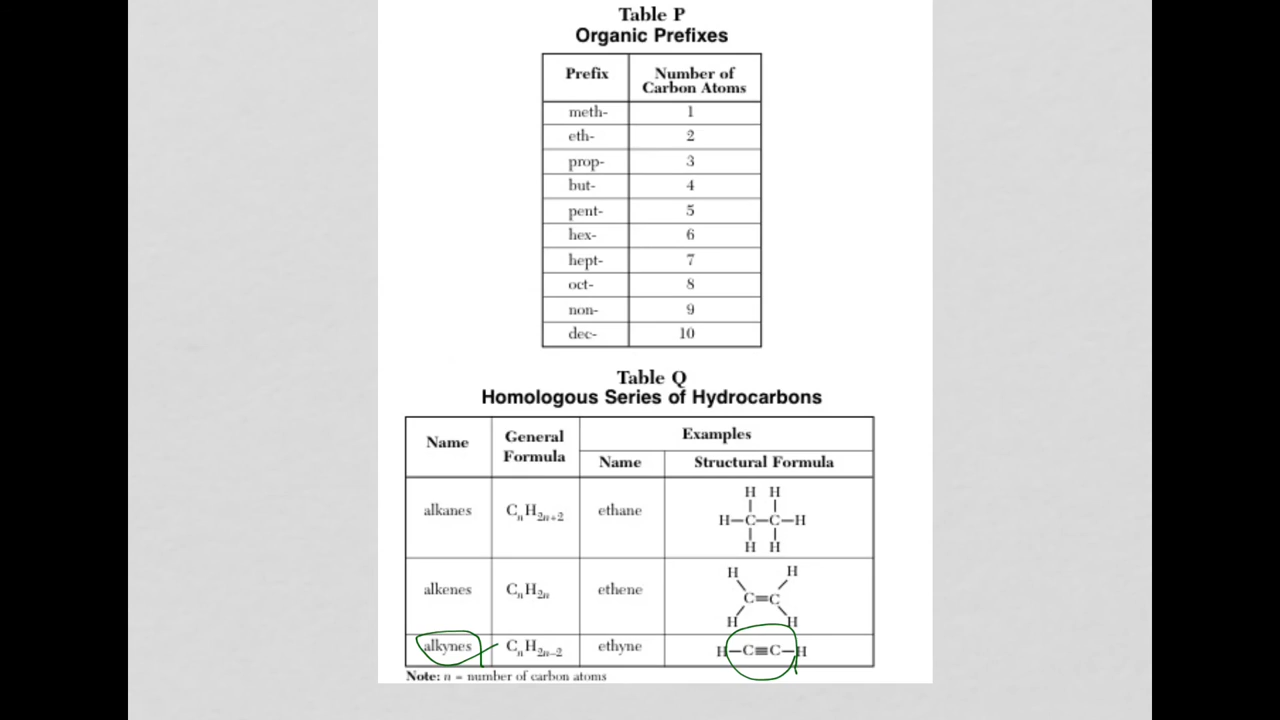 Table P
Organic Prefixes
Prefix Number of Carbon Atoms
meth- 1
eth- 2
prop- 3
but- 4
pent- 5
hex- 6
hept- 7
oct- 8
non- 9
dec- 10
Table Q
Homologous Series of Hydrocarbons
Name General Formula Examples
Name Structural Formula
H H
alkanes CₙH₂ₙ₊₂ ethane H–C–C–H
H H
H H
alkenes CₙH₂ₙ ethene C=C
H H
alkynes CₙH₂ₙ₋₂ ethyne H–C≡C–H
Note: n = number of carbon atoms